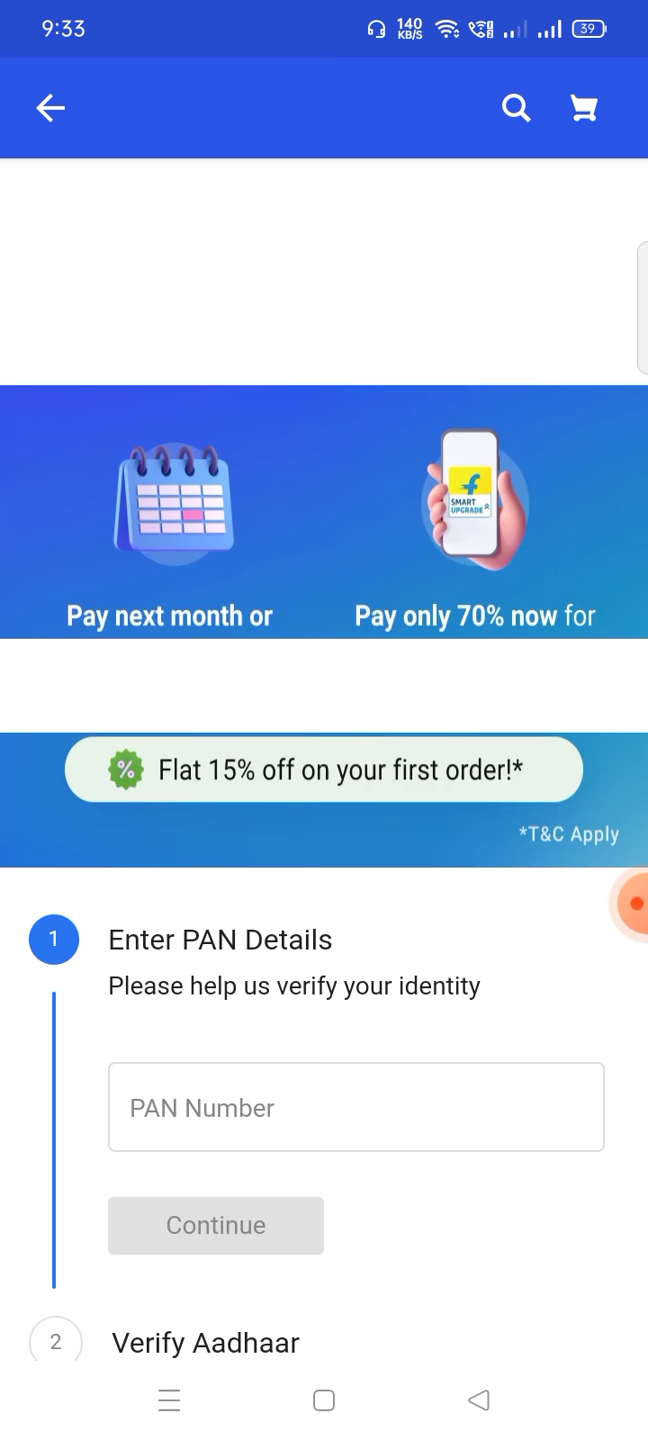 9:33
140
KB/S
39
SMART
UPGRADE
Pay next month or
Pay only 70% now for
% Flat 15% off on your first order!*
*T&C Apply
1
Enter PAN Details
Please help us verify your identity
PAN Number
Continue
2
Verify Aadhaar